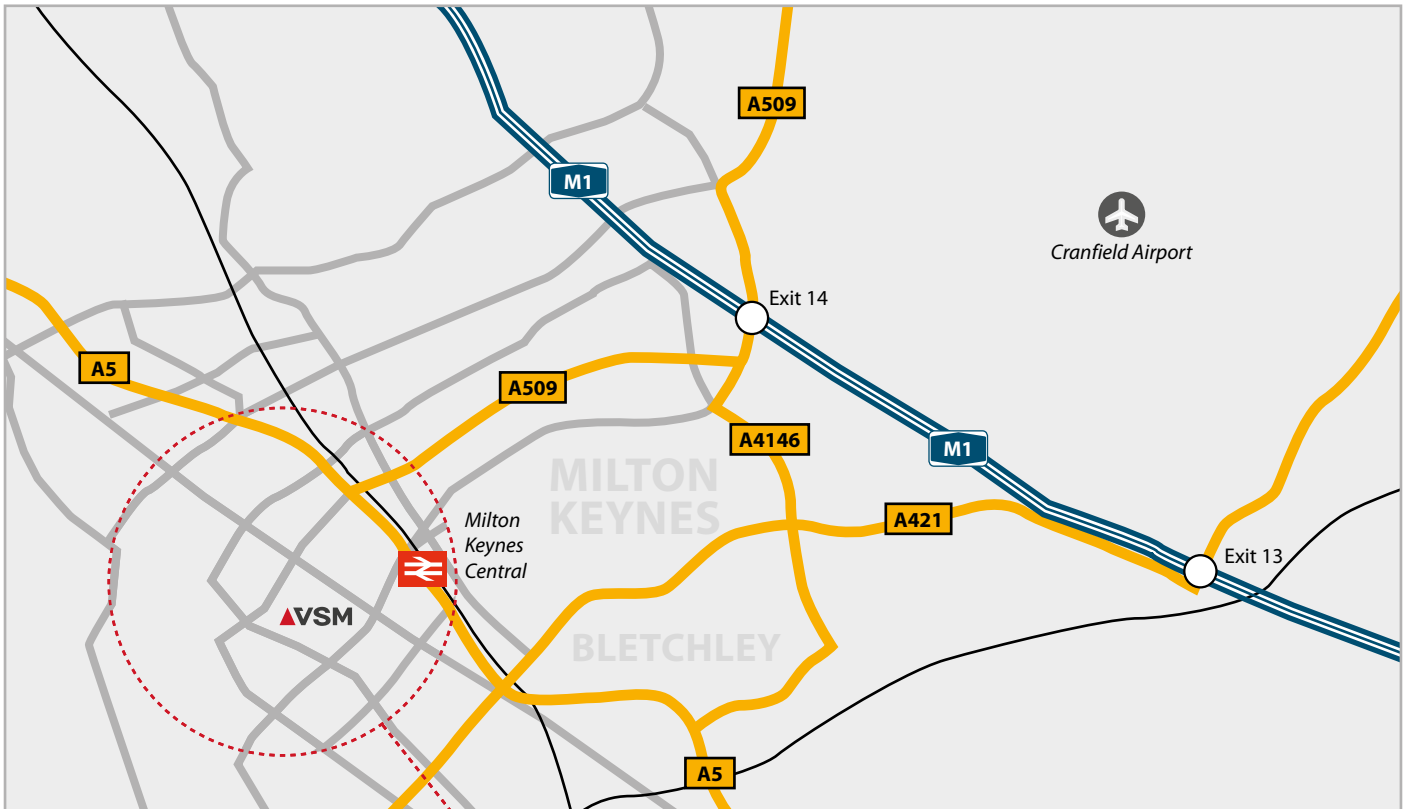 A509
M1
Cranfield Airport
Exit 14
A5
A509
A4146
M1
MILTON
KEYNES
A421
Milton
Keynes
Central
Exit 13
VSM
BLETCHLEY
A5